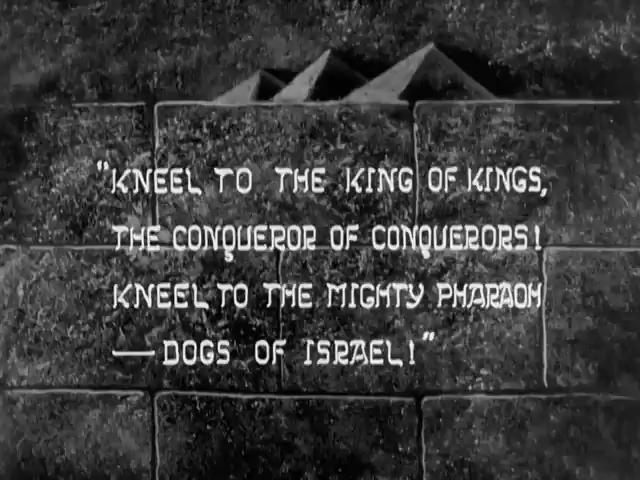 "KNEEL TO THE KING OF KINGS,
THE CONQUEROR OF CONQUERORS!
KNEEL TO THE MIGHTY PHARAOH
— DOGS OF ISRAEL!"